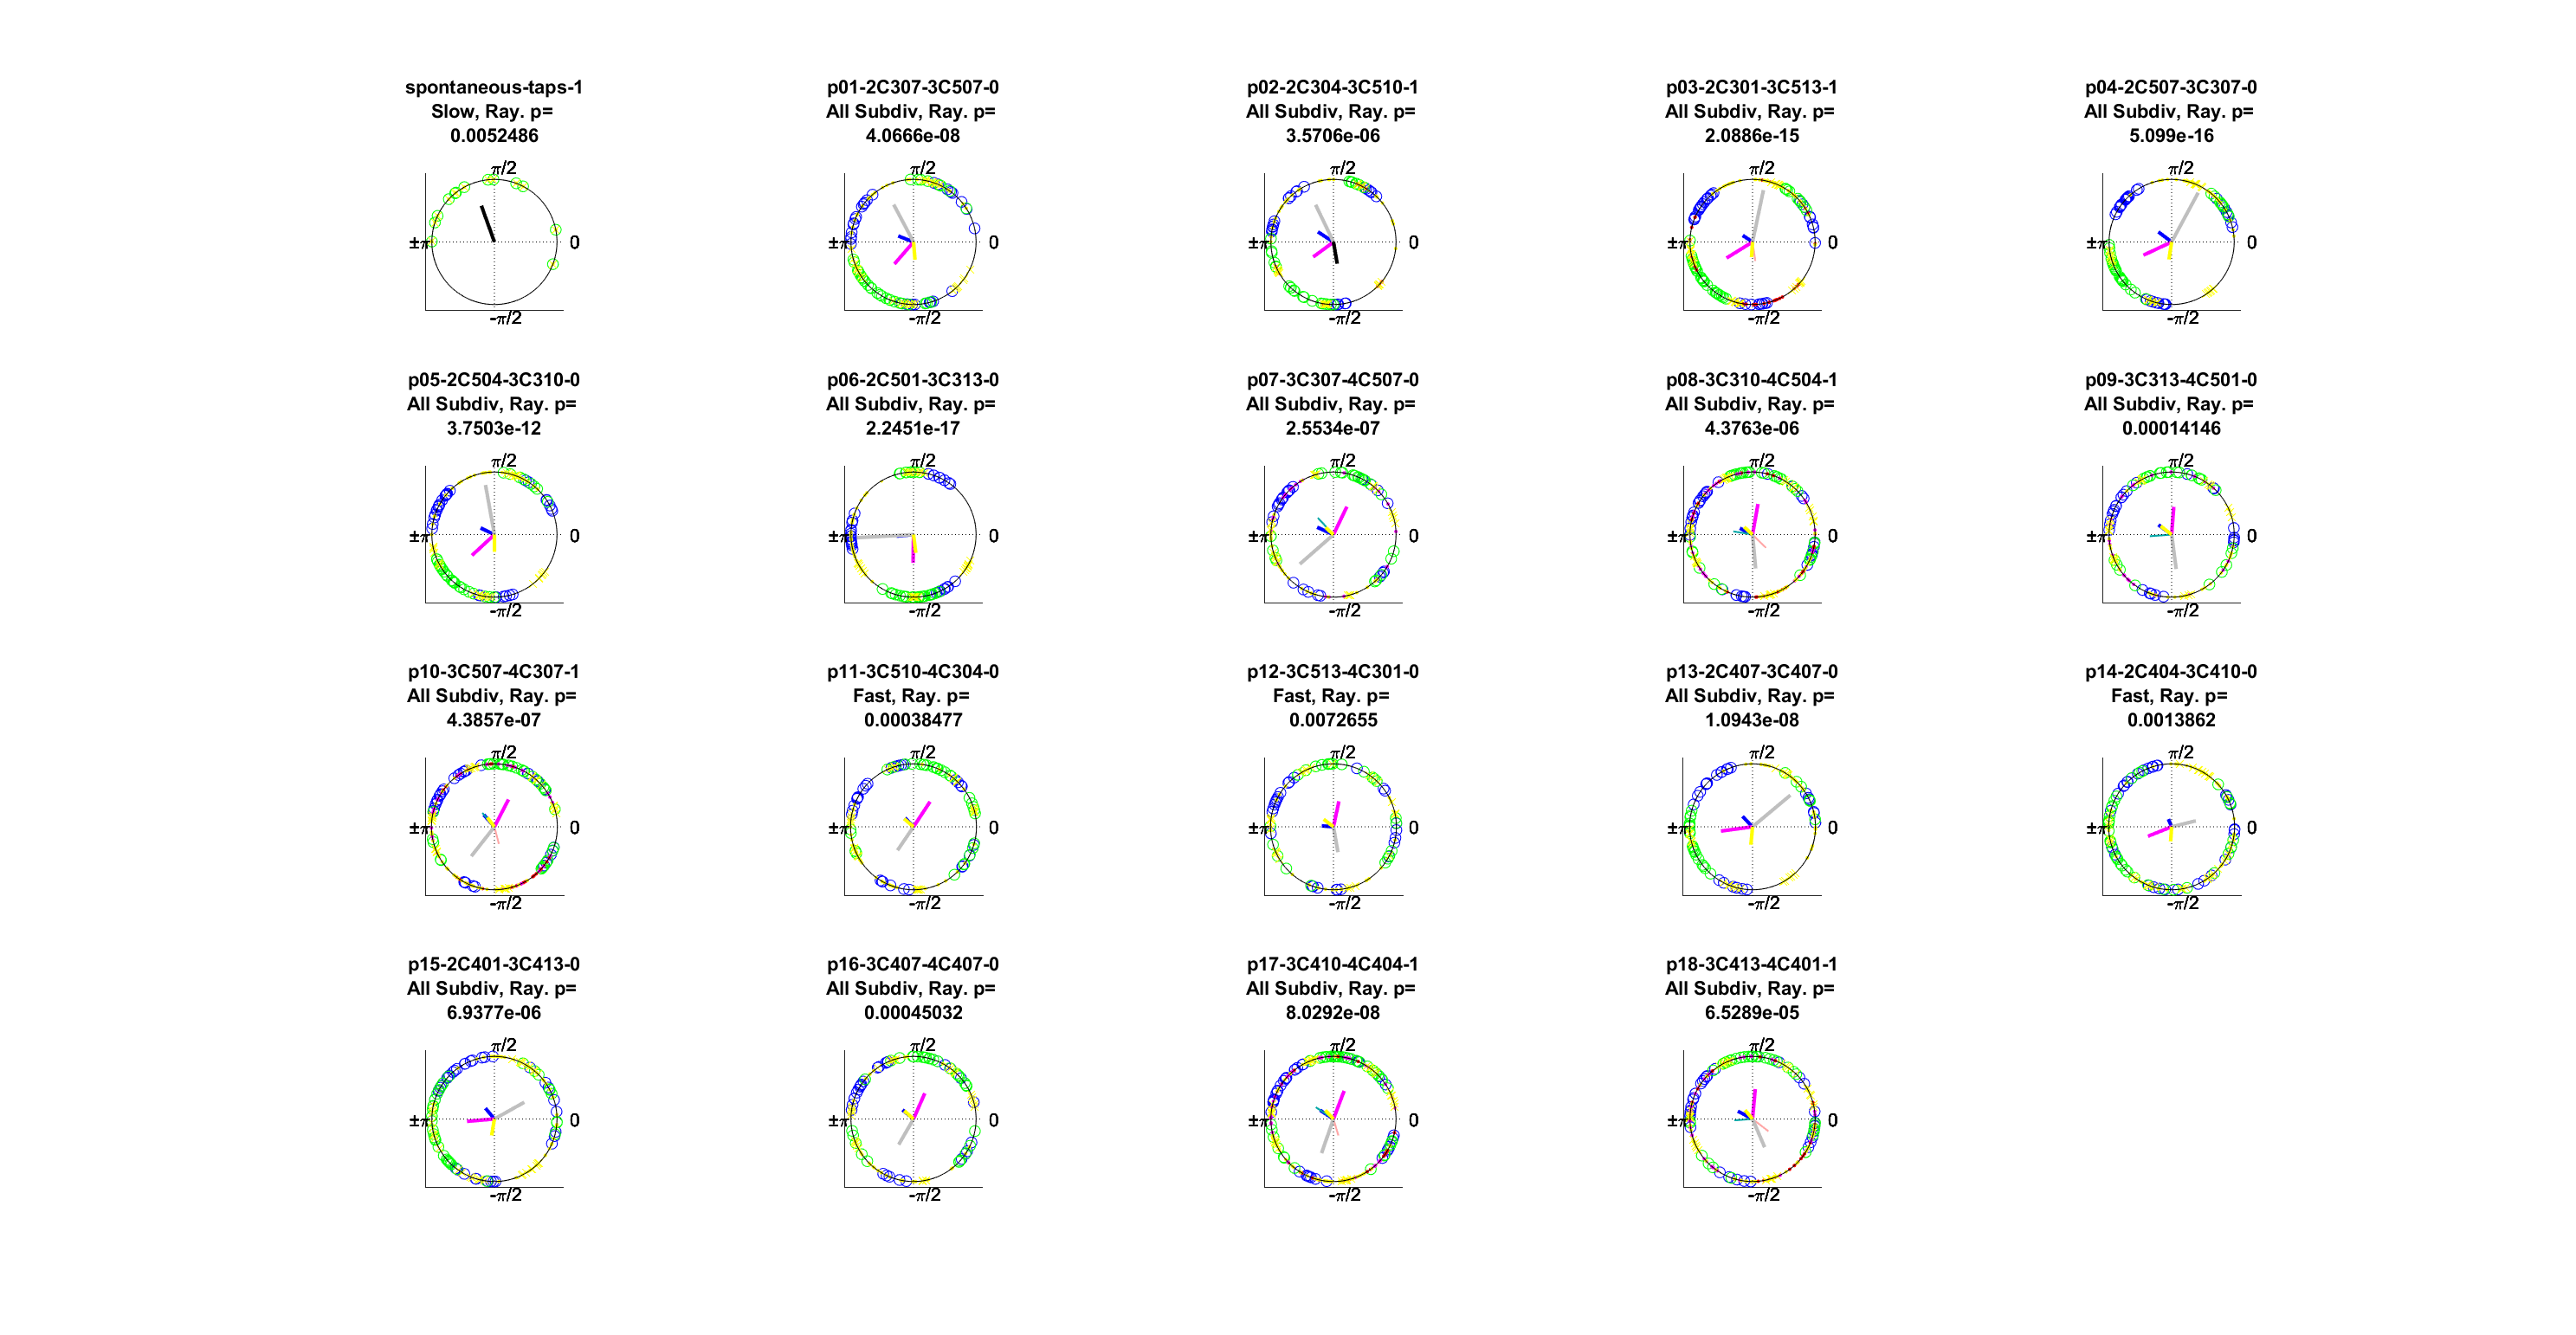 spontaneous-taps-1
Slow, Ray. p=
0.0052486
π/2
±π
0
-π/2
p01-2C307-3C507-0
All Subdiv, Ray. p=
4.0666e-08
π/2
±π
0
-π/2
p02-2C304-3C510-1
All Subdiv, Ray. p=
3.5706e-06
π/2
±π
0
-π/2
p03-2C301-3C513-1
All Subdiv, Ray. p=
2.0886e-15
π/2
±π
0
-π/2
p04-2C507-3C307-0
All Subdiv, Ray. p=
5.099e-16
π/2
±π
0
-π/2
p05-2C504-3C310-0
All Subdiv, Ray. p=
3.7503e-12
π/2
±π
0
-π/2
p06-2C501-3C313-0
All Subdiv, Ray. p=
2.2451e-17
π/2
±π
0
-π/2
p07-3C307-4C507-0
All Subdiv, Ray. p=
2.5534e-07
π/2
±π
0
-π/2
p08-3C310-4C504-1
All Subdiv, Ray. p=
4.3763e-06
π/2
±π
0
-π/2
p09-3C313-4C501-0
All Subdiv, Ray. p=
0.00014146
π/2
±π
0
-π/2
p10-3C507-4C307-1
All Subdiv, Ray. p=
4.3857e-07
π/2
±π
0
-π/2
p11-3C510-4C304-0
Fast, Ray. p=
0.00038477
π/2
±π
0
-π/2
p12-3C513-4C301-0
Fast, Ray. p=
0.0072655
π/2
±π
0
-π/2
p13-2C407-3C407-0
All Subdiv, Ray. p=
1.0943e-08
π/2
±π
0
-π/2
p14-2C404-3C410-0
Fast, Ray. p=
0.0013862
π/2
±π
0
-π/2
p15-2C401-3C413-0
All Subdiv, Ray. p=
6.9377e-06
π/2
±π
0
-π/2
p16-3C407-4C407-0
All Subdiv, Ray. p=
0.00045032
π/2
±π
0
-π/2
p17-3C410-4C404-1
All Subdiv, Ray. p=
8.0292e-08
π/2
±π
0
-π/2
p18-3C413-4C401-1
All Subdiv, Ray. p=
6.5289e-05
π/2
±π
0
-π/2